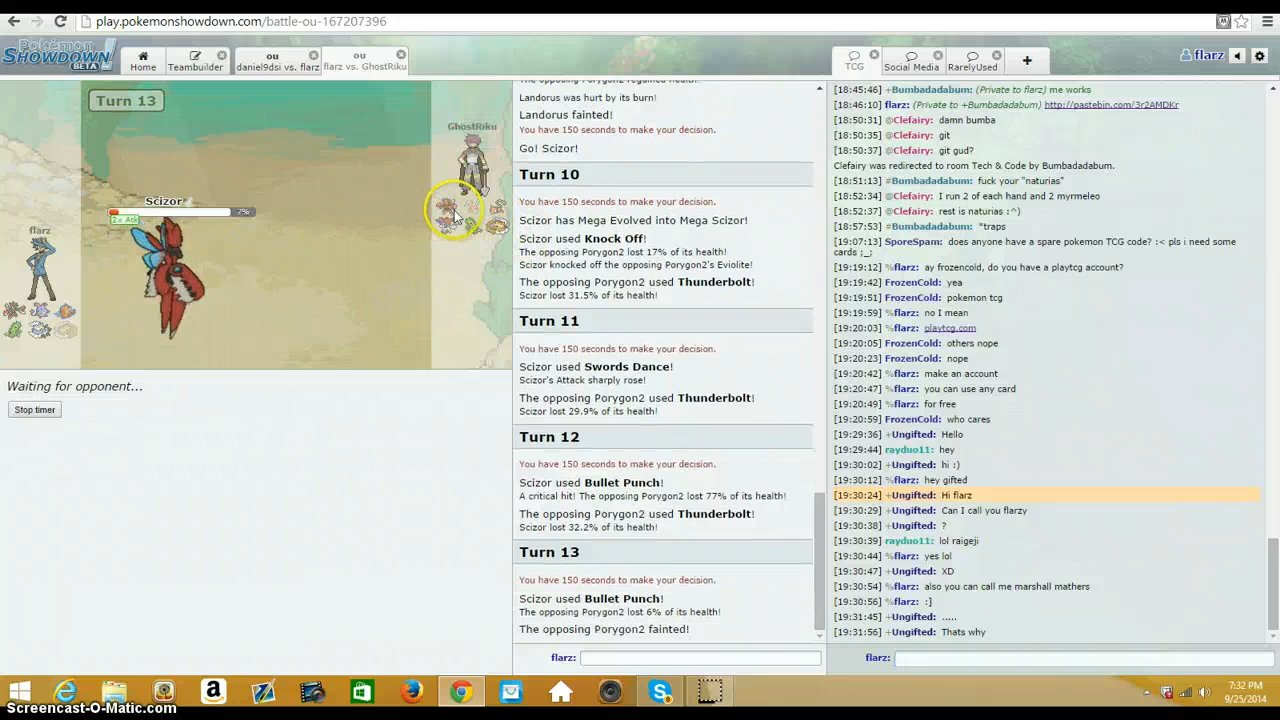 play.pokemonshowdown.com/battle-ou-167207396
Pokémon
SHOWDOWN
BETA
Home
Teambuilder
ou
daniel9dsi vs. flarz
ou
flarz vs. GhostRiku
TCG
Social Media
RarelyUsed
+
flarz
Turn 13
GhostRiku
Scizor
7%
2x Atk
flarz
Waiting for opponent...
Stop timer
The opposing Porygon2 regained health!
Landorus was hurt by its burn!
Landorus fainted!
You have 150 seconds to make your decision.
Go! Scizor!
Turn 10
You have 150 seconds to make your decision.
Scizor has Mega Evolved into Mega Scizor!
Scizor used Knock Off!
The opposing Porygon2 lost 17% of its health!
Scizor knocked off the opposing Porygon2's Eviolite!
The opposing Porygon2 used Thunderbolt!
Scizor lost 31.5% of its health!
Turn 11
You have 150 seconds to make your decision.
Scizor used Swords Dance!
Scizor's Attack sharply rose!
The opposing Porygon2 used Thunderbolt!
Scizor lost 29.9% of its health!
Turn 12
You have 150 seconds to make your decision.
Scizor used Bullet Punch!
A critical hit! The opposing Porygon2 lost 77% of its health!
The opposing Porygon2 used Thunderbolt!
Scizor lost 32.2% of its health!
Turn 13
You have 150 seconds to make your decision.
Scizor used Bullet Punch!
The opposing Porygon2 lost 6% of its health!
The opposing Porygon2 fainted!
flarz:
[18:45:46] +Bumbadadabum: (Private to flarz) me works
[18:46:10] flarz: (Private to +Bumbadadabum) http://pastebin.com/3r2AMDKr
[18:50:31] @Clefairy: damn bumba
[18:50:35] @Clefairy: git
[18:50:37] @Clefairy: git gud?
Clefairy was redirected to room Tech & Code by Bumbadadabum.
[18:51:13] #Bumbadadabum: fuck your "naturias"
[18:52:34] @Clefairy: I run 2 of each hand and 2 myrmeleo
[18:52:37] @Clefairy: rest is naturias :^)
[18:57:53] #Bumbadadabum: *traps
[19:07:13] SporeSpam: does anyone have a spare pokemon TCG code? :< pls i need some
cards ;_;
[19:19:12] %flarz: ay frozencold, do you have a playtcg account?
[19:19:42] FrozenCold: yea
[19:19:51] FrozenCold: pokemon tcg
[19:19:59] %flarz: no I mean
[19:20:03] %flarz: playtcg.com
[19:20:05] FrozenCold: others nope
[19:20:23] FrozenCold: nope
[19:20:42] %flarz: make an account
[19:20:47] %flarz: you can use any card
[19:20:49] %flarz: for free
[19:20:59] FrozenCold: who cares
[19:29:36] +Ungifted: Hello
[19:29:44] rayduo11: hey
[19:30:02] +Ungifted: hi :)
[19:30:12] %flarz: hey gifted
[19:30:24] +Ungifted: Hi flarz
[19:30:29] +Ungifted: Can I call you flarzy
[19:30:38] +Ungifted: ?
[19:30:39] rayduo11: lol raigeji
[19:30:44] %flarz: yes lol
[19:30:47] +Ungifted: XD
[19:30:54] %flarz: also you can call me marshall mathers
[19:30:56] %flarz: :]
[19:31:45] +Ungifted: .....
[19:31:56] +Ungifted: Thats why
flarz:
7:32 PM
9/25/2014
Screencast-O-Matic.com